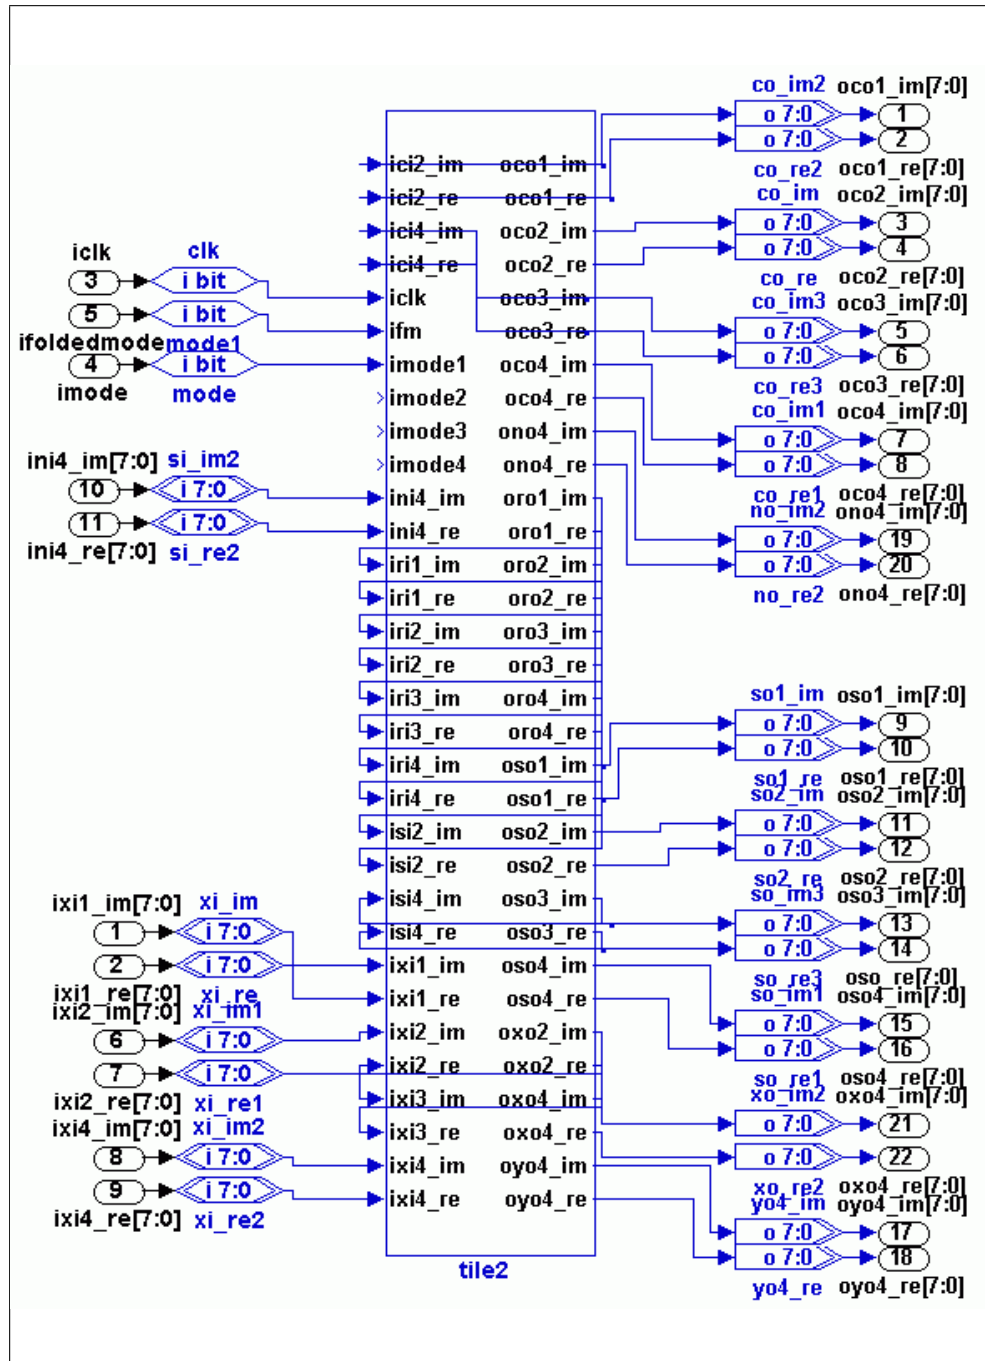 co_im2 oco1_im[7:0]
o 7:0 1
o 7:0 2
co_re2 oco1_re[7:0]
co_im oco2_im[7:0]
o 7:0 3
o 7:0 4
co_re oco2_re[7:0]
co_im3 oco3_im[7:0]
o 7:0 5
o 7:0 6
co_re3 oco3_re[7:0]
co_im1 oco4_im[7:0]
o 7:0 7
o 7:0 8
co_re1 oco4_re[7:0]
no_im2 ono4_im[7:0]
o 7:0 19
o 7:0 20
no_re2 ono4_re[7:0]
so1_im oso1_im[7:0]
o 7:0 9
o 7:0 10
so1_re oso1_re[7:0]
so2_im oso2_im[7:0]
o 7:0 11
o 7:0 12
so2_re oso2_re[7:0]
so_im3 oso3_im[7:0]
o 7:0 13
o 7:0 14
so_re3 oso_re[7:0]
so_im1 oso4_im[7:0]
o 7:0 15
o 7:0 16
so_re1 oso4_re[7:0]
xo_im2 oxo4_im[7:0]
o 7:0 21
o 7:0 22
xo_re2 oxo4_re[7:0]
yo4_im oyo4_im[7:0]
o 7:0 17
o 7:0 18
yo4_re oyo4_re[7:0]
ici2_im oco1_im
ici2_re oco1_re
ici4_im oco2_im
ici4_re oco2_re
iclk oco3_im
ifm oco3_re
imode1 oco4_im
imode2 oco4_re
imode3 ono4_im
imode4 ono4_re
ini4_im oro1_im
ini4_re oro1_re
iri1_im oro2_im
iri1_re oro2_re
iri2_im oro3_im
iri2_re oro3_re
iri3_im oro4_im
iri3_re oro4_re
iri4_im oso1_im
iri4_re oso1_re
isi2_im oso2_im
isi2_re oso2_re
isi4_im oso3_im
isi4_re oso3_re
ixi1_im oso4_im
ixi1_re oso4_re
ixi2_im oxo2_im
ixi2_re oxo2_re
ixi3_im oxo4_im
ixi3_re oxo4_re
ixi4_im oyo4_im
ixi4_re oyo4_re
tile2
iclk clk
3 i bit
5 i bit
ifoldedmode mode1
4 i bit
imode mode
ini4_im[7:0] si_im2
10 i 7:0
11 i 7:0
ini4_re[7:0] si_re2
ixi1_im[7:0] xi_im
1 i 7:0
2 i 7:0
ixi1_re[7:0] xi_re
ixi2_im[7:0] xi_im1
6 i 7:0
7 i 7:0
ixi2_re[7:0] xi_re1
ixi4_im[7:0] xi_im2
8 i 7:0
9 i 7:0
ixi4_re[7:0] xi_re2